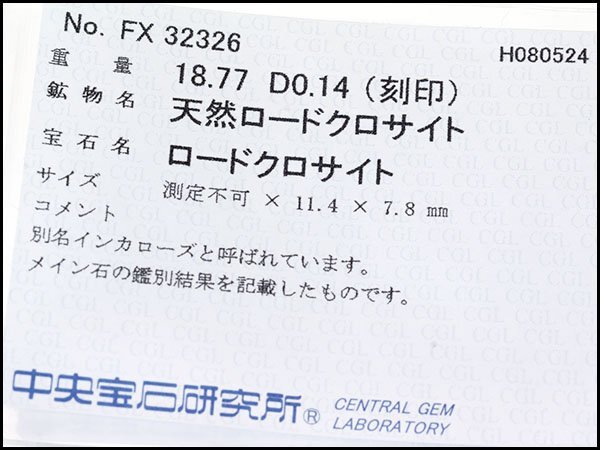 No. FX 32326
H080524
重量 18.77 D0.14 (刻印)
鉱物名 天然ロードクロサイト
宝石名 ロードクロサイト
サイズ 測定不可 × 11.4 × 7.8 mm
コメント
別名インカローズと呼ばれています。
メイン石の鑑別結果を記載したものです。
中央宝石研究所® CENTRAL GEM
LABORATORY